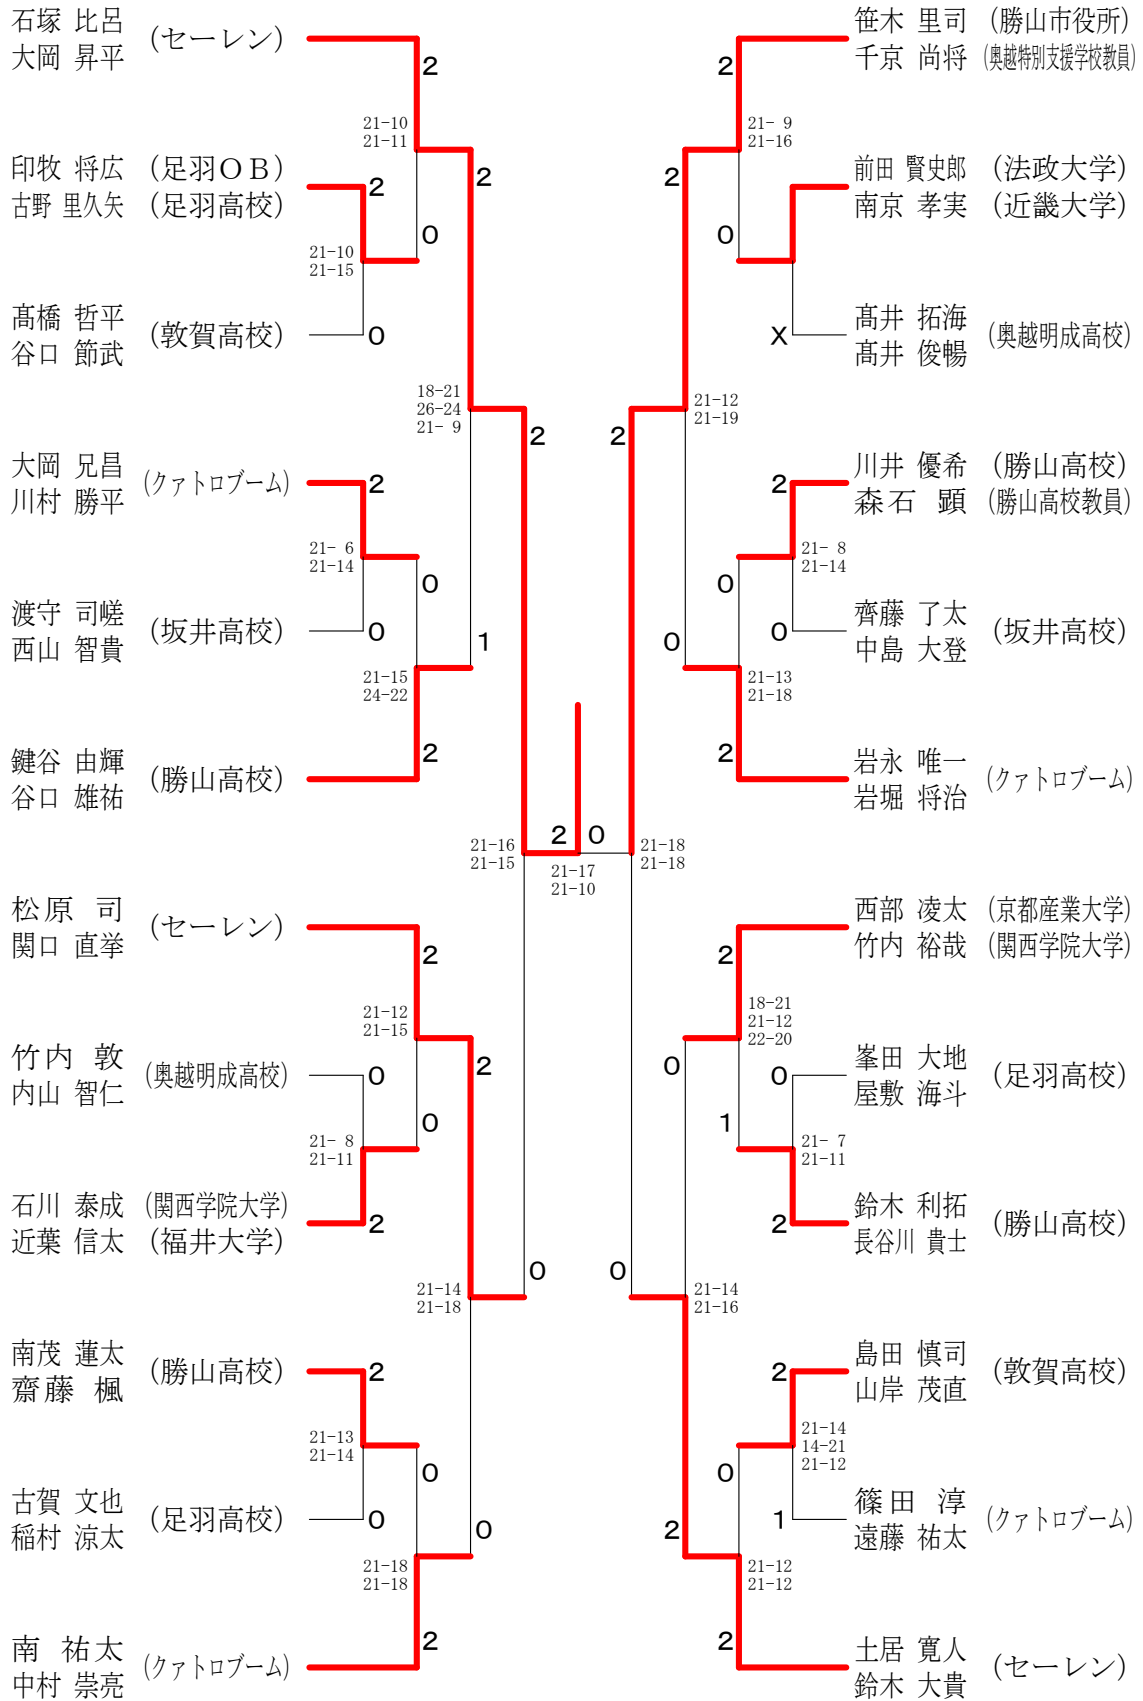 石塚 比呂
大岡 昇平
(セーレン)
2
21-10
21-11
印牧 将広 (足羽OB)
古野 里久矢 (足羽高校)
2
0
2
21-10
21-15
髙橋 哲平
谷口 節武
(敦賀高校)
0
18-21
26-24
21- 9
2
大岡 兄昌
川村 勝平
(クァトロブーム)
2
21- 6
21-14
0
渡守 司嵯
西山 智貴
(坂井高校)
0
1
21-15
24-22
鍵谷 由輝
谷口 雄祐
(勝山高校)
2
21-16
21-15
2 0
21-17
21-10
松原 司
関口 直挙
(セーレン)
2
21-12
21-15
竹内 敦
内山 智仁
(奥越明成高校)
0
0
2
21- 8
21-11
石川 泰成 (関西学院大学)
近葉 信太 (福井大学)
2
21-14
21-18
0
南茂 蓮太
齋藤 楓
(勝山高校)
2
21-13
21-14
0
古賀 文也
稲村 涼太
(足羽高校)
0
0
21-18
21-18
南 祐太
中村 崇亮
(クァトロブーム)
2
笹木 里司 (勝山市役所)
千京 尚将 (奥越特別支援学校教員)
2
21- 9
21-16
前田 賢史郎 (法政大学)
南京 孝実 (近畿大学)
2
0
髙井 拓海
髙井 俊暢
(奥越明成高校)
X
21-12
21-19
2
川井 優希 (勝山高校)
森石 顕 (勝山高校教員)
2
21- 8
21-14
0
齊藤 了太
中島 大登
(坂井高校)
0
0
21-13
21-18
岩永 唯一
岩堀 将治
(クァトロブーム)
2
21-18
21-18
西部 凌太 (京都産業大学)
竹内 裕哉 (関西学院大学)
2
18-21
21-12
22-20
0
峯田 大地
屋敷 海斗
(足羽高校)
0
1
21- 7
21-11
鈴木 利拓
長谷川 貴士
(勝山高校)
2
0
21-14
21-16
島田 慎司
山岸 茂直
(敦賀高校)
2
21-14
14-21
21-12
0
篠田 淳
遠藤 祐太
(クァトロブーム)
1
2
21-12
21-12
土居 寛人
鈴木 大貴
(セーレン)
2